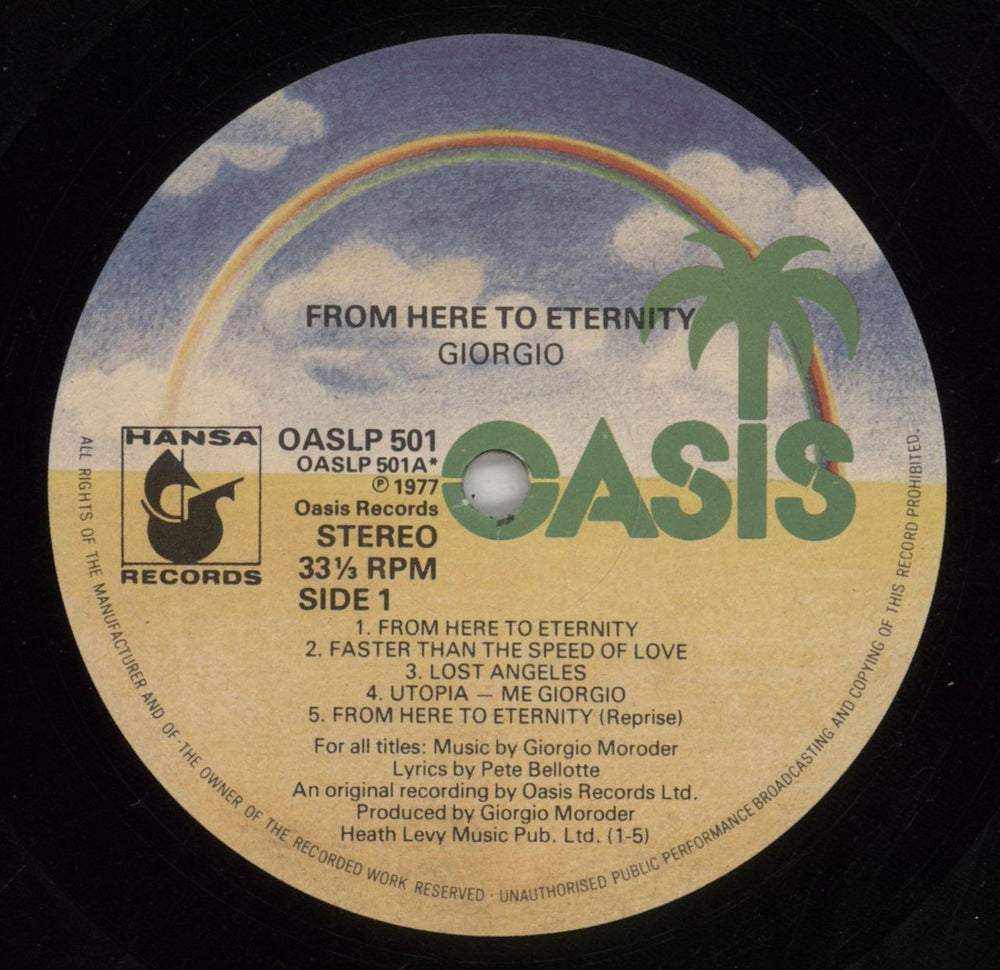 FROM HERE TO ETERNITY
GIORGIO
HANSA
RECORDS
OASLP 501
OASLP 501A*
℗ 1977
Oasis Records
STEREO
33⅓ RPM
SIDE 1
OASIS
1. FROM HERE TO ETERNITY
2. FASTER THAN THE SPEED OF LOVE
3. LOST ANGELES
4. UTOPIA — ME GIORGIO
5. FROM HERE TO ETERNITY (Reprise)
For all titles: Music by Giorgio Moroder
Lyrics by Pete Bellotte
An original recording by Oasis Records Ltd.
Produced by Giorgio Moroder
Heath Levy Music Pub. Ltd. (1-5)
ALL RIGHTS OF THE MANUFACTURER AND OF THE OWNER OF THE RECORDED WORK RESERVED · UNAUTHORISED PUBLIC PERFORMANCE BROADCASTING AND COPYING OF THIS RECORD PROHIBITED.